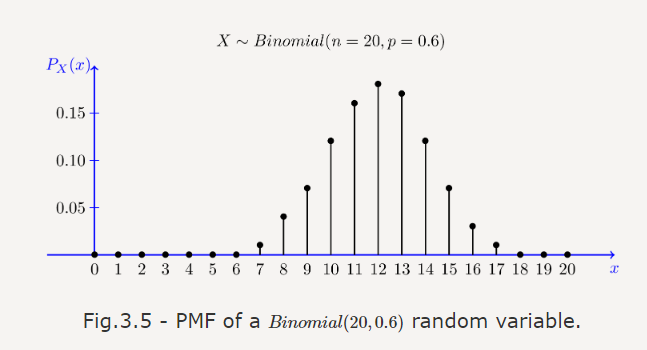 X ∼ Binomial(n = 20, p = 0.6)
P_X(x)
0.15
0.10
0.05
0 1 2 3 4 5 6 7 8 9 10 11 12 13 14 15 16 17 18 19 20 x
Fig.3.5 - PMF of a Binomial(20, 0.6) random variable.